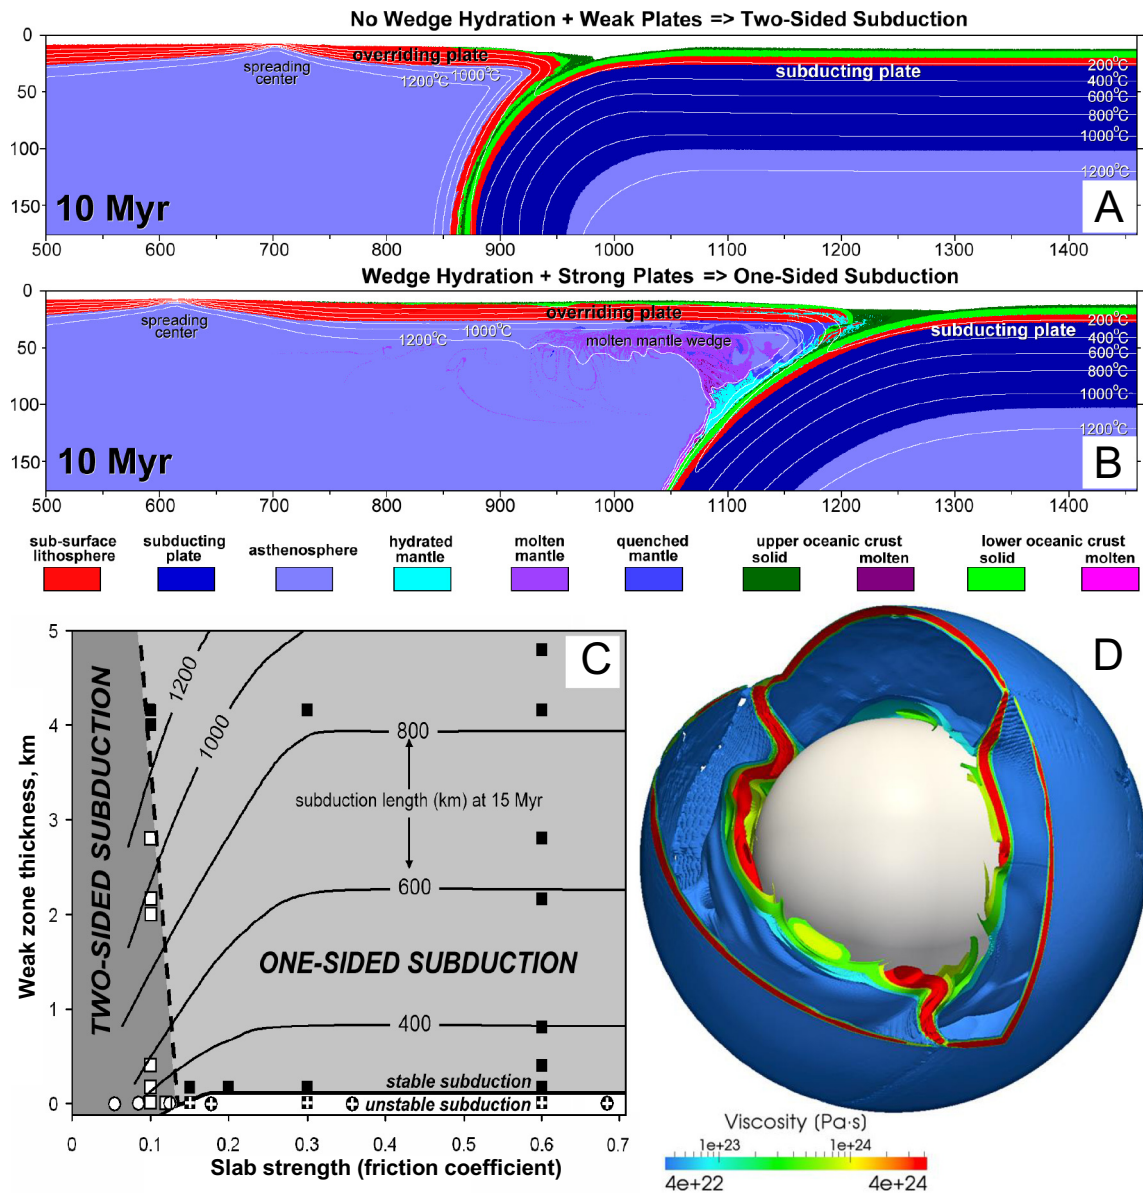 No Wedge Hydration + Weak Plates => Two-Sided Subduction
0
50
100
150
overriding plate
spreading
center
1200°C 1000°C
subducting plate
200°C
400°C
600°C
800°C
1000°C
1200°C
10 Myr
A
500 600 700 800 900 1000 1100 1200 1300 1400
Wedge Hydration + Strong Plates => One-Sided Subduction
0
50
100
150
overriding plate
spreading
center
1000°C
1200°C
molten mantle wedge
subducting plate
200°C
400°C
600°C
800°C
1000°C
1200°C
10 Myr
B
500 600 700 800 900 1000 1100 1200 1300 1400
sub-surface
lithosphere
subducting
plate
asthenosphere
hydrated
mantle
molten
mantle
quenched
mantle
upper oceanic crust
solid molten
lower oceanic crust
solid molten
C
Weak zone thickness, km
5
4
3
2
1
0
TWO-SIDED SUBDUCTION
1200
1000
800
subduction length (km) at 15 Myr
600
ONE-SIDED SUBDUCTION
400
stable subduction
unstable subduction
0 0.1 0.2 0.3 0.4 0.5 0.6 0.7
Slab strength (friction coefficient)
D
Viscosity (Pa·s)
1e+23 1e+24
4e+22 4e+24